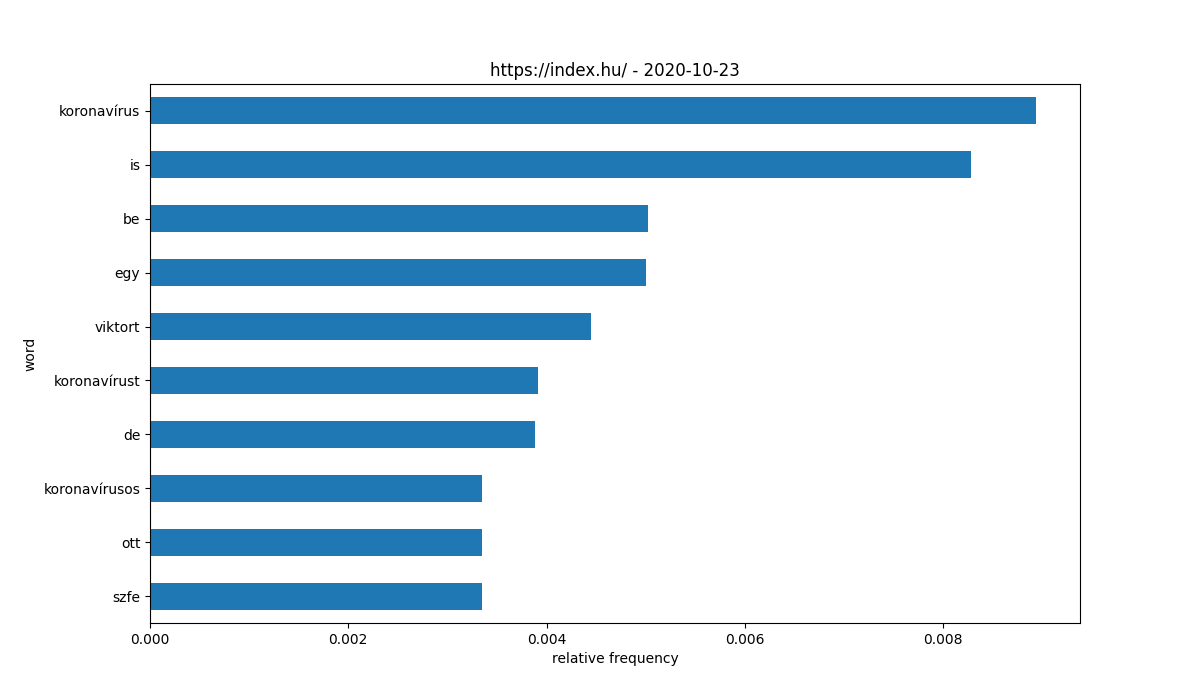 https://index.hu/ - 2020-10-23
koronavírus
is
be
egy
viktort
koronavírust
de
koronavírusos
ott
szfe
word
0.000 0.002 0.004 0.006 0.008
relative frequency